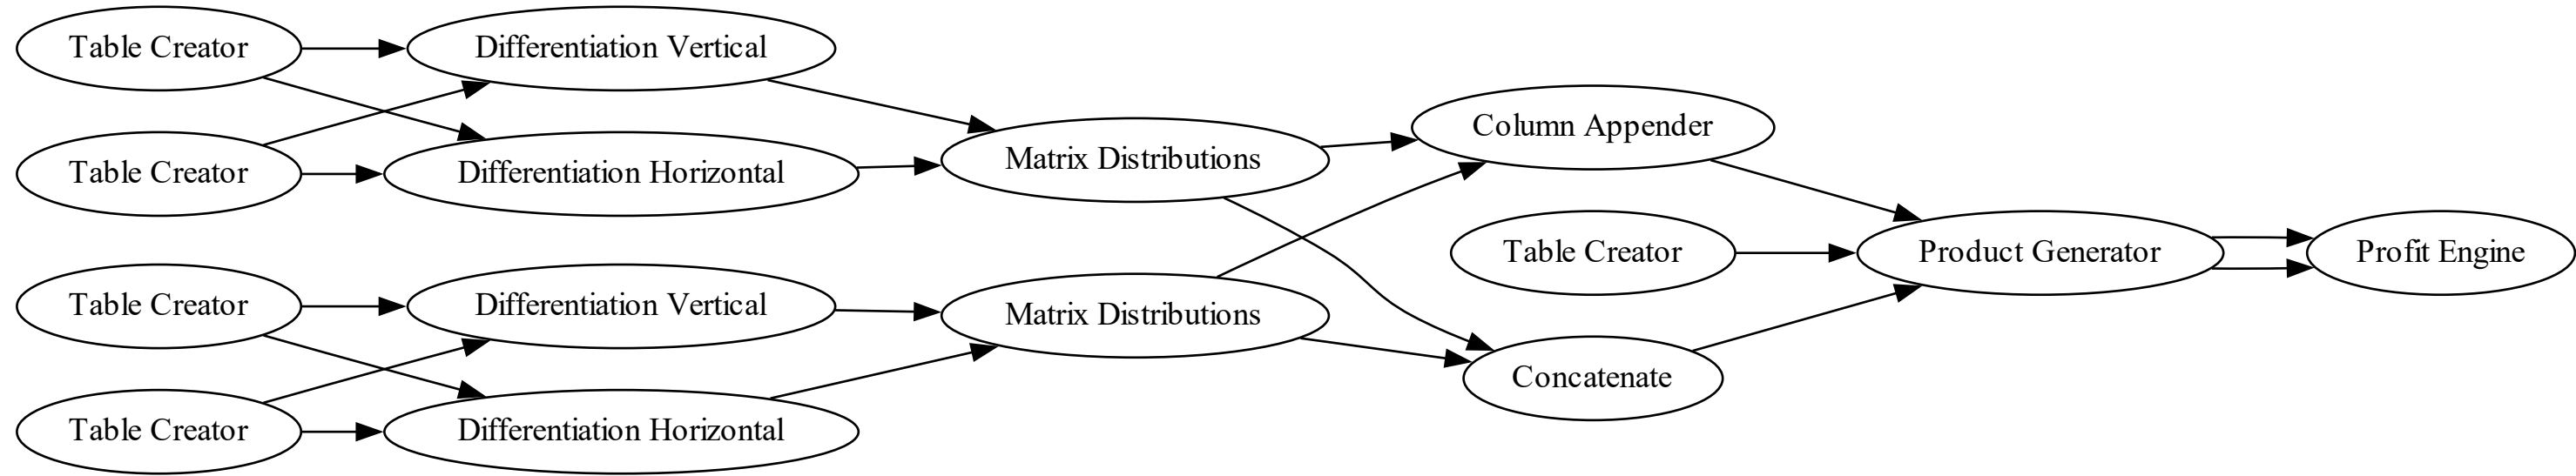 Table Creator
Differentiation Vertical
Table Creator
Differentiation Horizontal
Matrix Distributions
Column Appender
Table Creator
Product Generator
Profit Engine
Table Creator
Differentiation Vertical
Matrix Distributions
Concatenate
Table Creator
Differentiation Horizontal